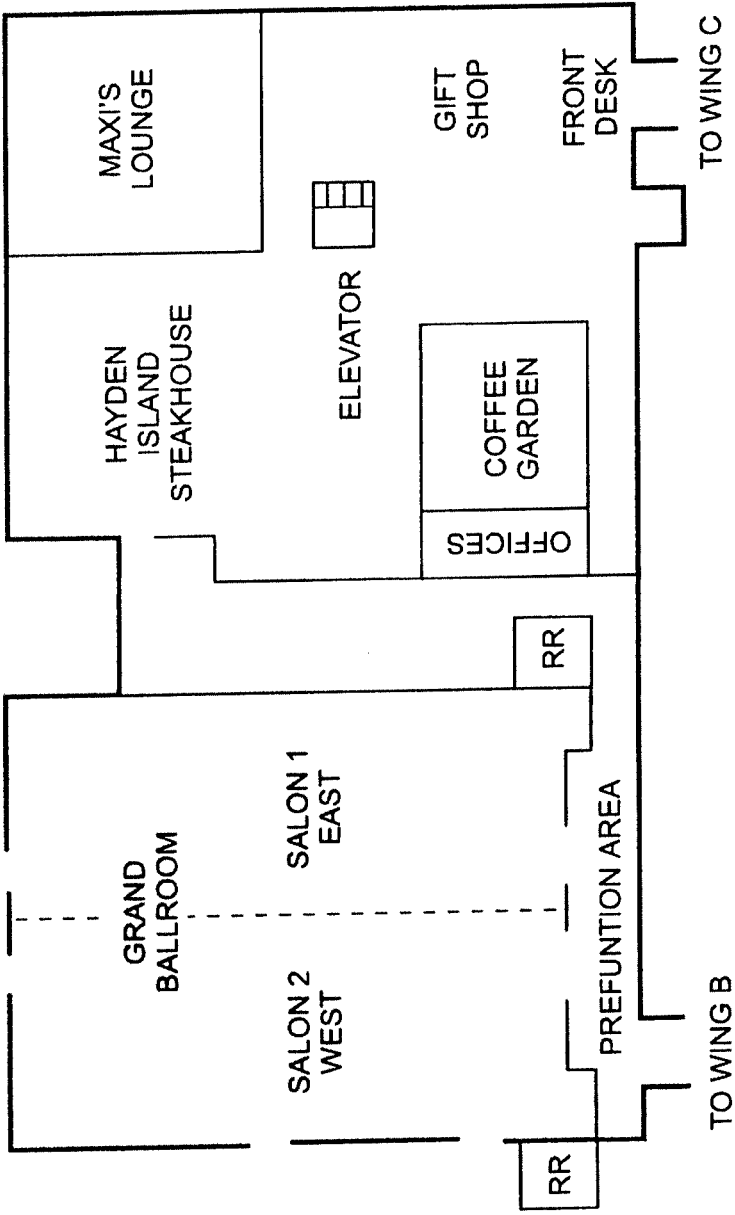 MAXI'S
LOUNGE
HAYDEN
ISLAND
STEAKHOUSE
GRAND
BALLROOM
SALON 2
WEST
SALON 1
EAST
ELEVATOR
GIFT
SHOP
COFFEE
GARDEN
OFFICES
FRONT
DESK
RR
RR
PREFUNTION AREA
TO WING B
TO WING C